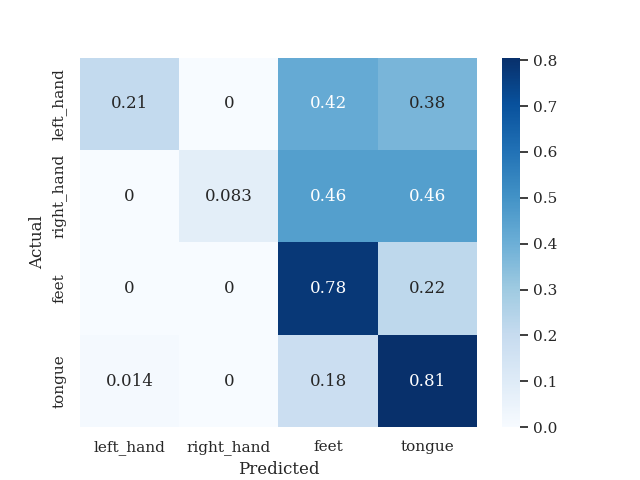 left_hand 0.21 0 0.42 0.38
right_hand 0 0.083 0.46 0.46
feet 0 0 0.78 0.22
tongue 0.014 0 0.18 0.81
left_hand right_hand feet tongue
Predicted
Actual
0.8
0.7
0.6
0.5
0.4
0.3
0.2
0.1
0.0